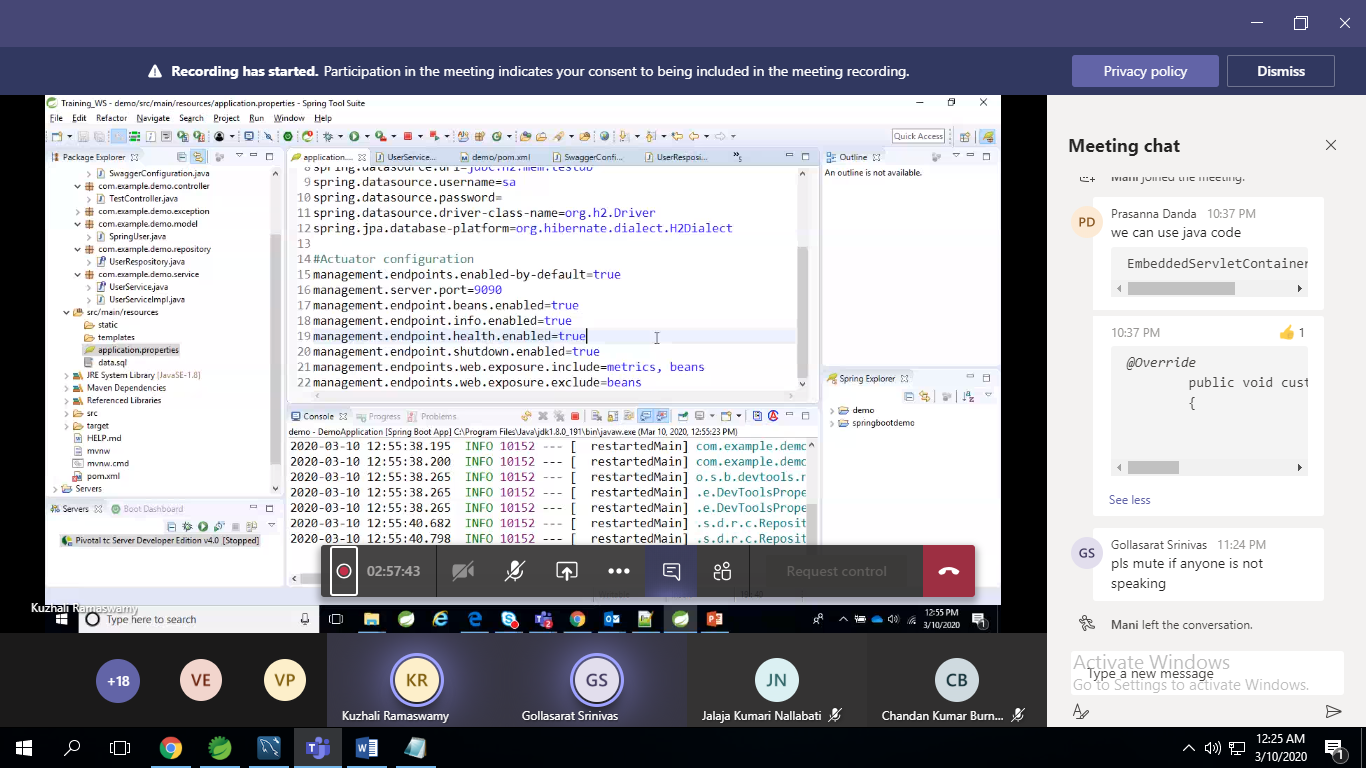 Recording has started. Participation in the meeting indicates your consent to being included in the meeting recording.
Privacy policy
Dismiss
Training_WS - demo/src/main/resources/application.properties - Spring Tool Suite
File Edit Refactor Navigate Search Project Run Window Help
Quick Access
Package Explorer
SwaggerConfiguration.java
com.example.demo.controller
TestController.java
com.example.demo.exception
com.example.demo.model
SpringUser.java
com.example.demo.repository
UserRespository.java
com.example.demo.service
UserService.java
UserServiceImpl.java
src/main/resources
static
templates
application.properties
data.sql
JRE System Library [JavaSE-1.8]
Maven Dependencies
Referenced Libraries
src
target
HELP.md
mvnw
mvnw.cmd
pom.xml
Servers
Servers Boot Dashboard
Pivotal tc Server Developer Edition v4.0 [Stopped]
application.... UserService... demo/pom.xml SwaggerConfi... UserResposi... 5
8 spring.datasource.url=jdbc:h2:mem:testdb
9 spring.datasource.username=sa
10 spring.datasource.password=
11 spring.datasource.driver-class-name=org.h2.Driver
12 spring.jpa.database-platform=org.hibernate.dialect.H2Dialect
13
14 #Actuator configuration
15 management.endpoints.enabled-by-default=true
16 management.server.port=9090
17 management.endpoint.beans.enabled=true
18 management.endpoint.info.enabled=true
19 management.endpoint.health.enabled=true
20 management.endpoint.shutdown.enabled=true
21 management.endpoints.web.exposure.include=metrics, beans
22 management.endpoints.web.exposure.exclude=beans
Console Progress Problems
demo - DemoApplication [Spring Boot App] C:\Program Files\Java\jdk1.8.0_191\bin\javaw.exe (Mar 10, 2020, 12:55:23 PM)
2020-03-10 12:55:38.195 INFO 10152 --- [ restartedMain] com.example.demo
2020-03-10 12:55:38.200 INFO 10152 --- [ restartedMain] com.example.demo
2020-03-10 12:55:38.265 INFO 10152 --- [ restartedMain] o.s.b.devtools.r
2020-03-10 12:55:38.265 INFO 10152 --- [ restartedMain] .e.DevToolsPrope
2020-03-10 12:55:38.265 INFO 10152 --- [ restartedMain] .e.DevToolsPrope
2020-03-10 12:55:40.682 INFO 10152 --- [ restartedMain] .s.d.r.c.Reposit
2020-03-10 12:55:40.798 INFO 10152 --- [ restartedMain] .s.d.r.c.Reposit
Outline
An outline is not available.
Spring Explorer
demo
springbootdemo
02:57:43
Request control
Kuzhali Ramaswamy
Type here to search
12:55 PM
3/10/2020
1
+18
VE
VP
KR
Kuzhali Ramaswamy
GS
Gollasarat Srinivas
JN
Jalaja Kumari Nallabati
CB
Chandan Kumar Burn...
Meeting chat
Mani joined the meeting.
PD
Prasanna Danda 10:37 PM
we can use java code
EmbeddedServletContainer
10:37 PM
1
@Override
public void cust
{
See less
GS
Gollasarat Srinivas 11:24 PM
pls mute if anyone is not
speaking
Mani left the conversation.
Activate Windows
Type a new message
Go to Settings to activate Windows.
12:25 AM
3/10/2020
1